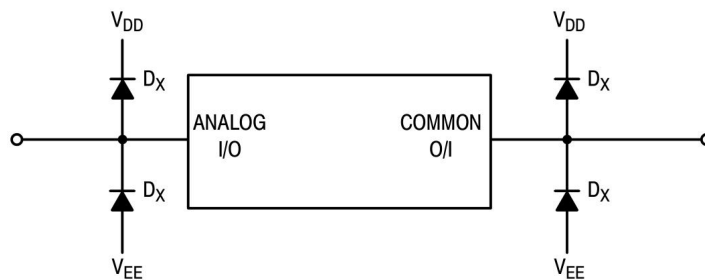 V_DD
V_DD
D_X
D_X
ANALOG
I/O
COMMON
O/I
D_X
D_X
V_EE
V_EE